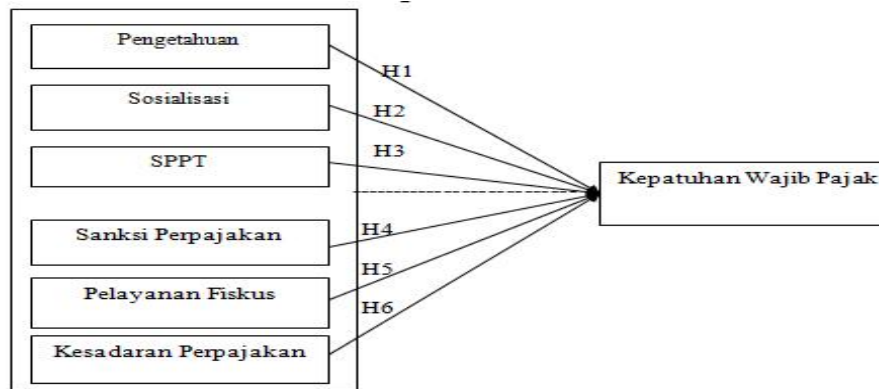 Pengetahuan
H1
Sosialisasi
H2
SPPT
H3
Kepatuhan Wajib Pajak
Sanksi Perpajakan
H4
Pelayanan Fiskus
H5
H6
Kesadaran Perpajakan